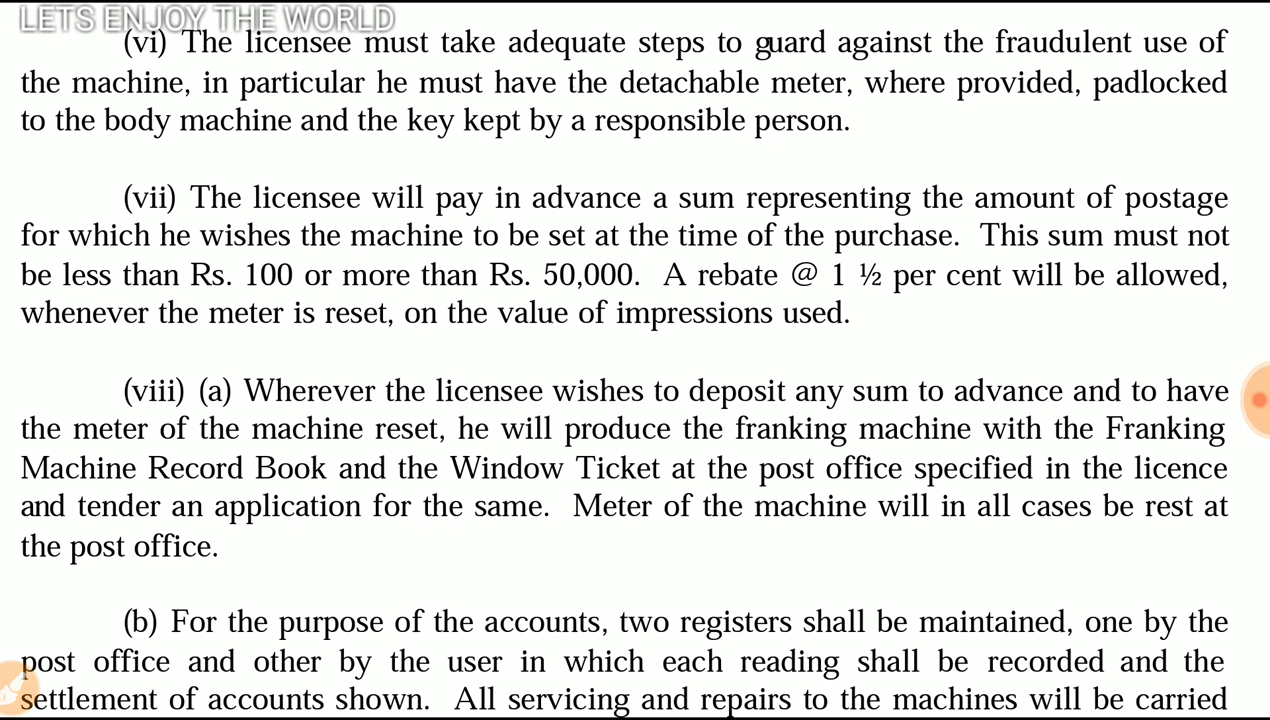 LETS ENJOY THE WORLD
(vi) The licensee must take adequate steps to guard against the fraudulent use of
the machine, in particular he must have the detachable meter, where provided, padlocked
to the body machine and the key kept by a responsible person.
(vii) The licensee will pay in advance a sum representing the amount of postage
for which he wishes the machine to be set at the time of the purchase. This sum must not
be less than Rs. 100 or more than Rs. 50,000. A rebate @ 1 ½ per cent will be allowed,
whenever the meter is reset, on the value of impressions used.
(viii) (a) Wherever the licensee wishes to deposit any sum to advance and to have
the meter of the machine reset, he will produce the franking machine with the Franking
Machine Record Book and the Window Ticket at the post office specified in the licence
and tender an application for the same. Meter of the machine will in all cases be rest at
the post office.
(b) For the purpose of the accounts, two registers shall be maintained, one by the
post office and other by the user in which each reading shall be recorded and the
settlement of accounts shown. All servicing and repairs to the machines will be carried